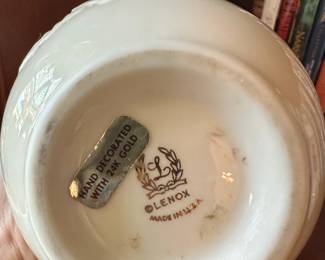 HAND DECORATED
WITH 24K GOLD
L
©LENOX
MADE IN U.S.A